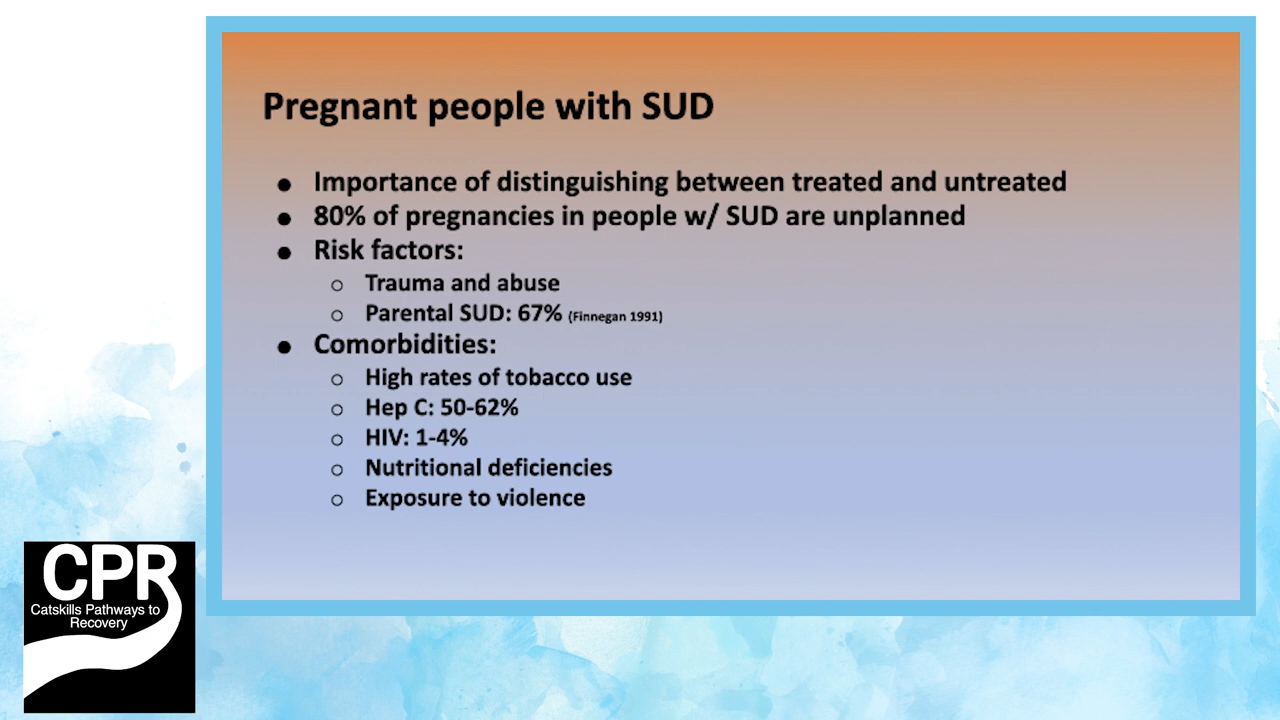 Pregnant people with SUD
● Importance of distinguishing between treated and untreated
● 80% of pregnancies in people w/ SUD are unplanned
● Risk factors:
○ Trauma and abuse
○ Parental SUD: 67% (Finnegan 1991)
● Comorbidities:
○ High rates of tobacco use
○ Hep C: 50-62%
○ HIV: 1-4%
○ Nutritional deficiencies
○ Exposure to violence
CPR
Catskills Pathways to
Recovery